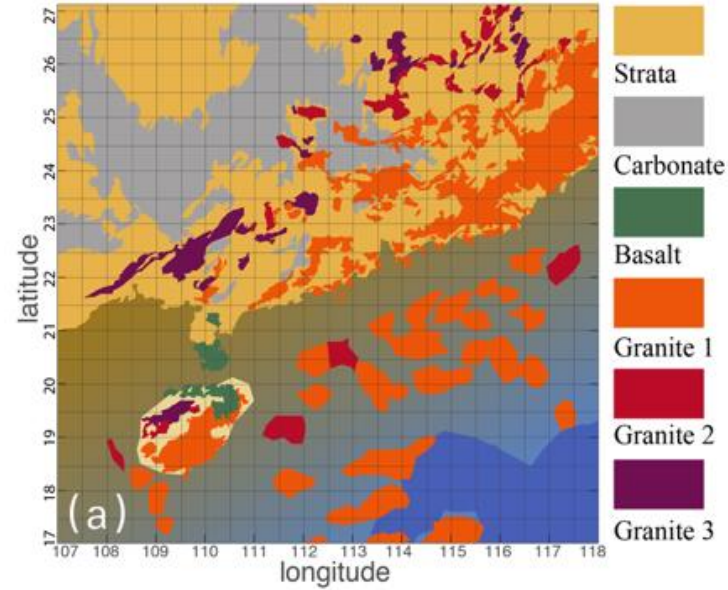 27
26
25
24
23
22
21
20
19
18
17
latitude
(a)
107 108 109 110 111 112 113 114 115 116 117 118
longitude
Strata
Carbonate
Basalt
Granite 1
Granite 2
Granite 3